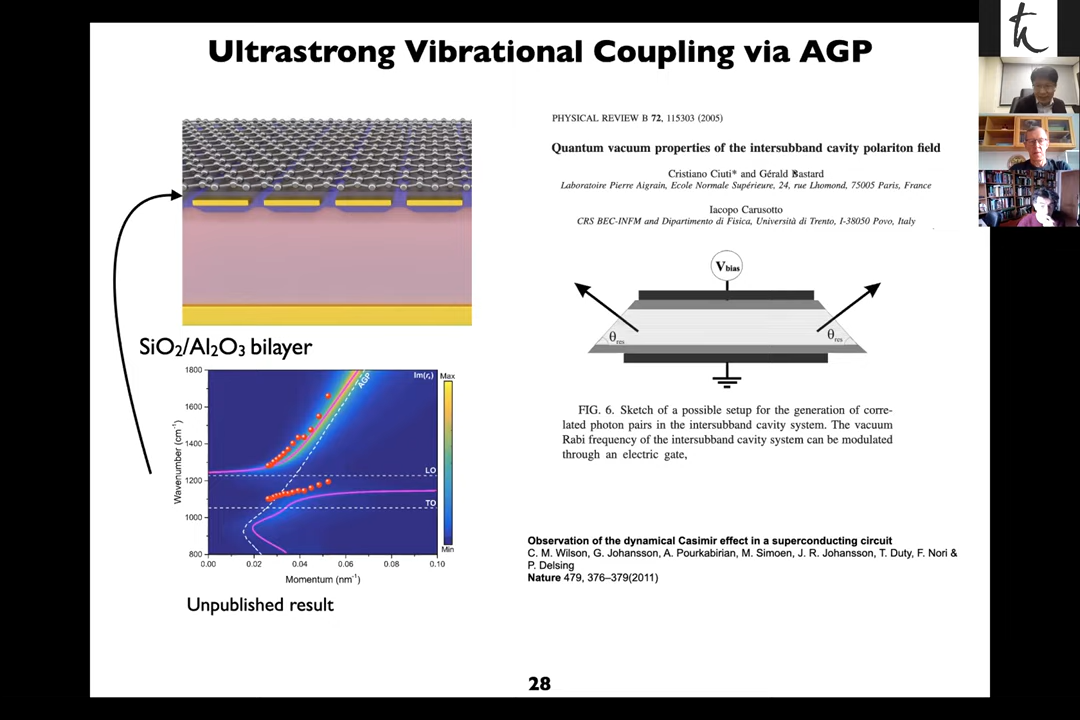 Ultrastrong Vibrational Coupling via AGP
SiO₂/Al₂O₃ bilayer
1800
1600
1400
1200
1000
800
Wavenumber (cm⁻¹)
AGP
Im(rₚ)
Max
LO
TO
Min
0.00 0.02 0.04 0.06 0.08 0.10
Momentum (nm⁻¹)
Unpublished result
PHYSICAL REVIEW B 72, 115303 (2005)
Quantum vacuum properties of the intersubband cavity polariton field
Cristiano Ciuti* and Gérald Bastard
Laboratoire Pierre Aigrain, Ecole Normale Supérieure, 24, rue Lhomond, 75005 Paris, France
Iacopo Carusotto
CRS BEC-INFM and Dipartimento di Fisica, Università di Trento, I-38050 Povo, Italy
Vbias
θres
θres
FIG. 6. Sketch of a possible setup for the generation of corre-
lated photon pairs in the intersubband cavity system. The vacuum
Rabi frequency of the intersubband cavity system can be modulated
through an electric gate,
Observation of the dynamical Casimir effect in a superconducting circuit
C. M. Wilson, G. Johansson, A. Pourkabirian, M. Simoen, J. R. Johansson, T. Duty, F. Nori &
P. Delsing
Nature 479, 376–379(2011)
28